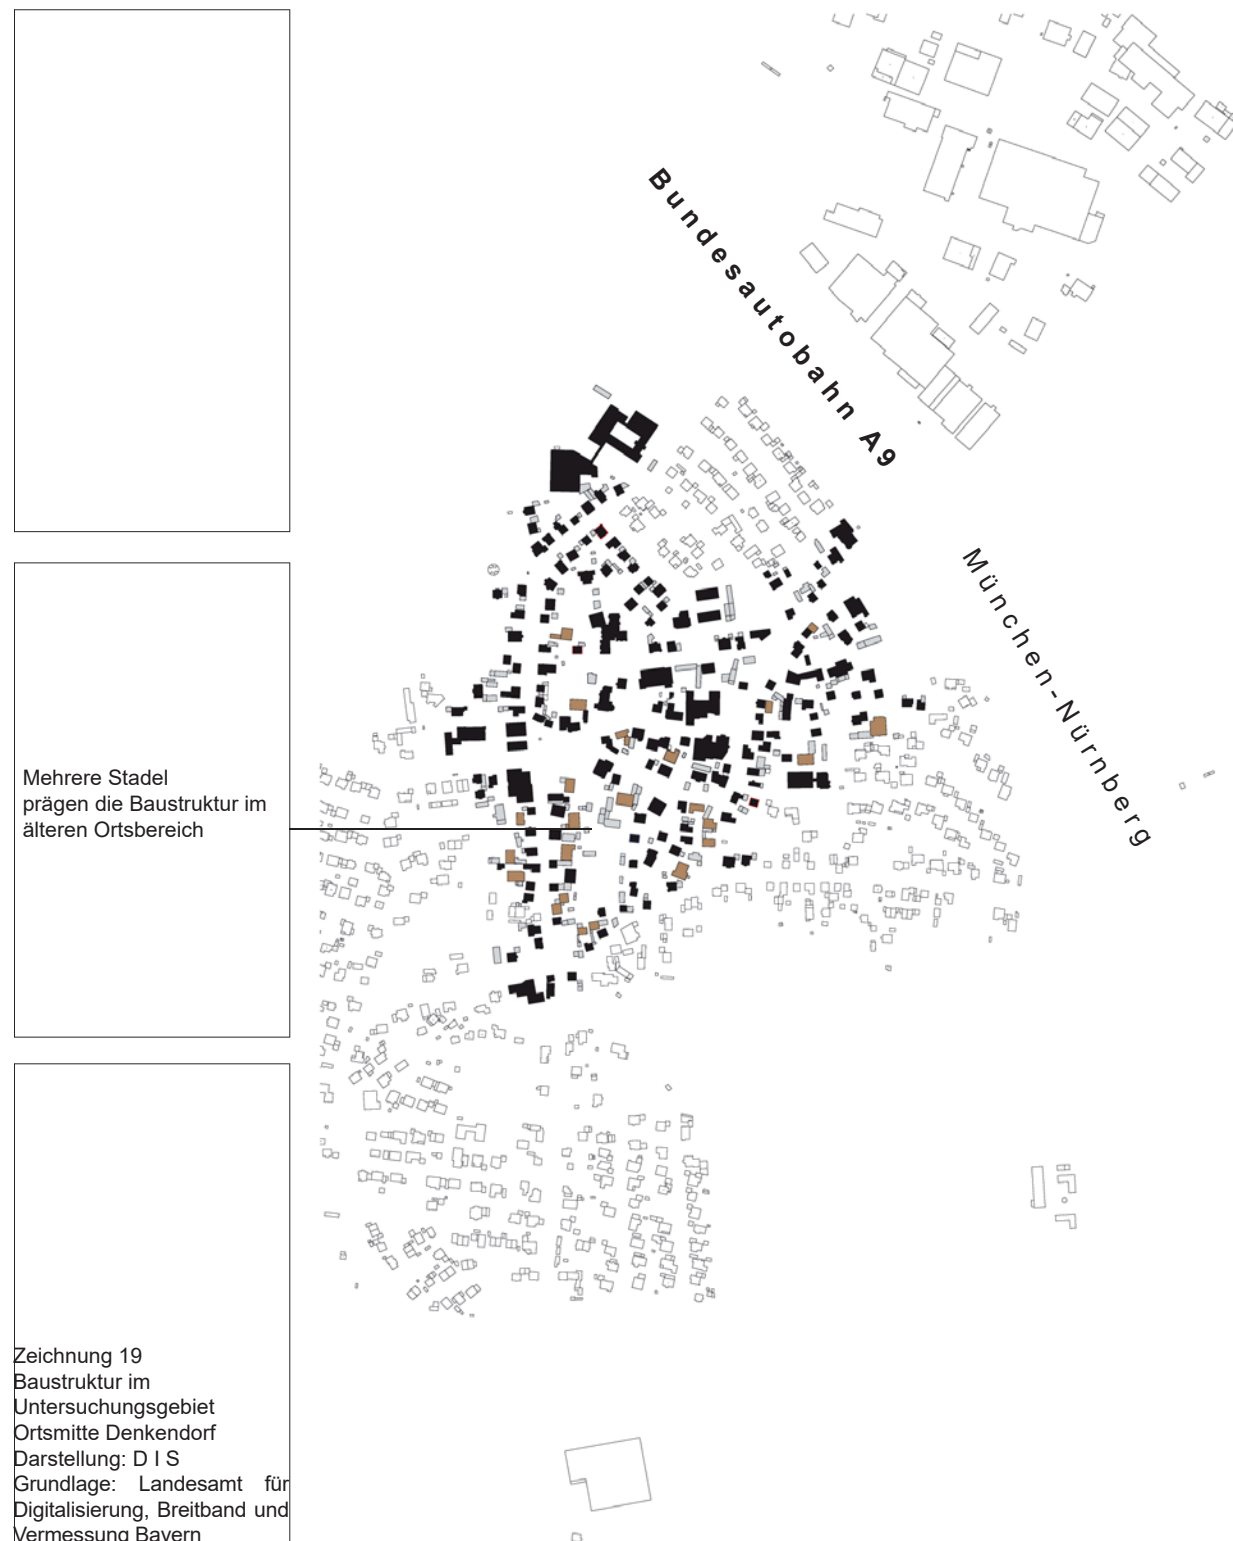 Bundesautobahn A9
München-Nürnberg
Mehrere Stadel
prägen die Baustruktur im
älteren Ortsbereich
Zeichnung 19
Baustruktur im
Untersuchungsgebiet
Ortsmitte Denkendorf
Darstellung: D I S
Grundlage: Landesamt für
Digitalisierung, Breitband und
Vermessung Bayern